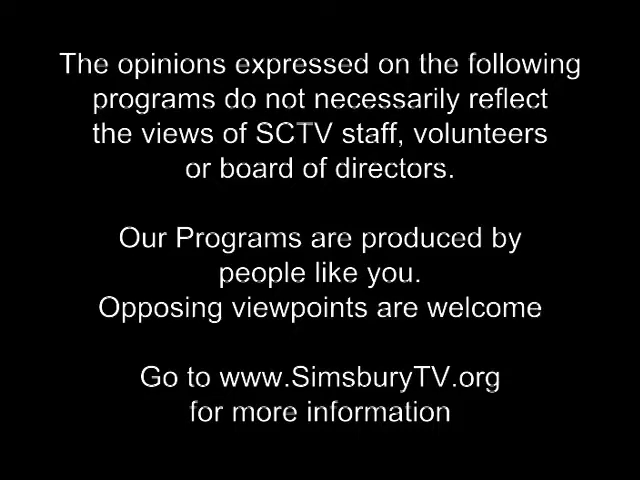 The opinions expressed on the following
programs do not necessarily reflect
the views of SCTV staff, volunteers
or board of directors.
Our Programs are produced by
people like you.
Opposing viewpoints are welcome
Go to www.SimsburyTV.org
for more information